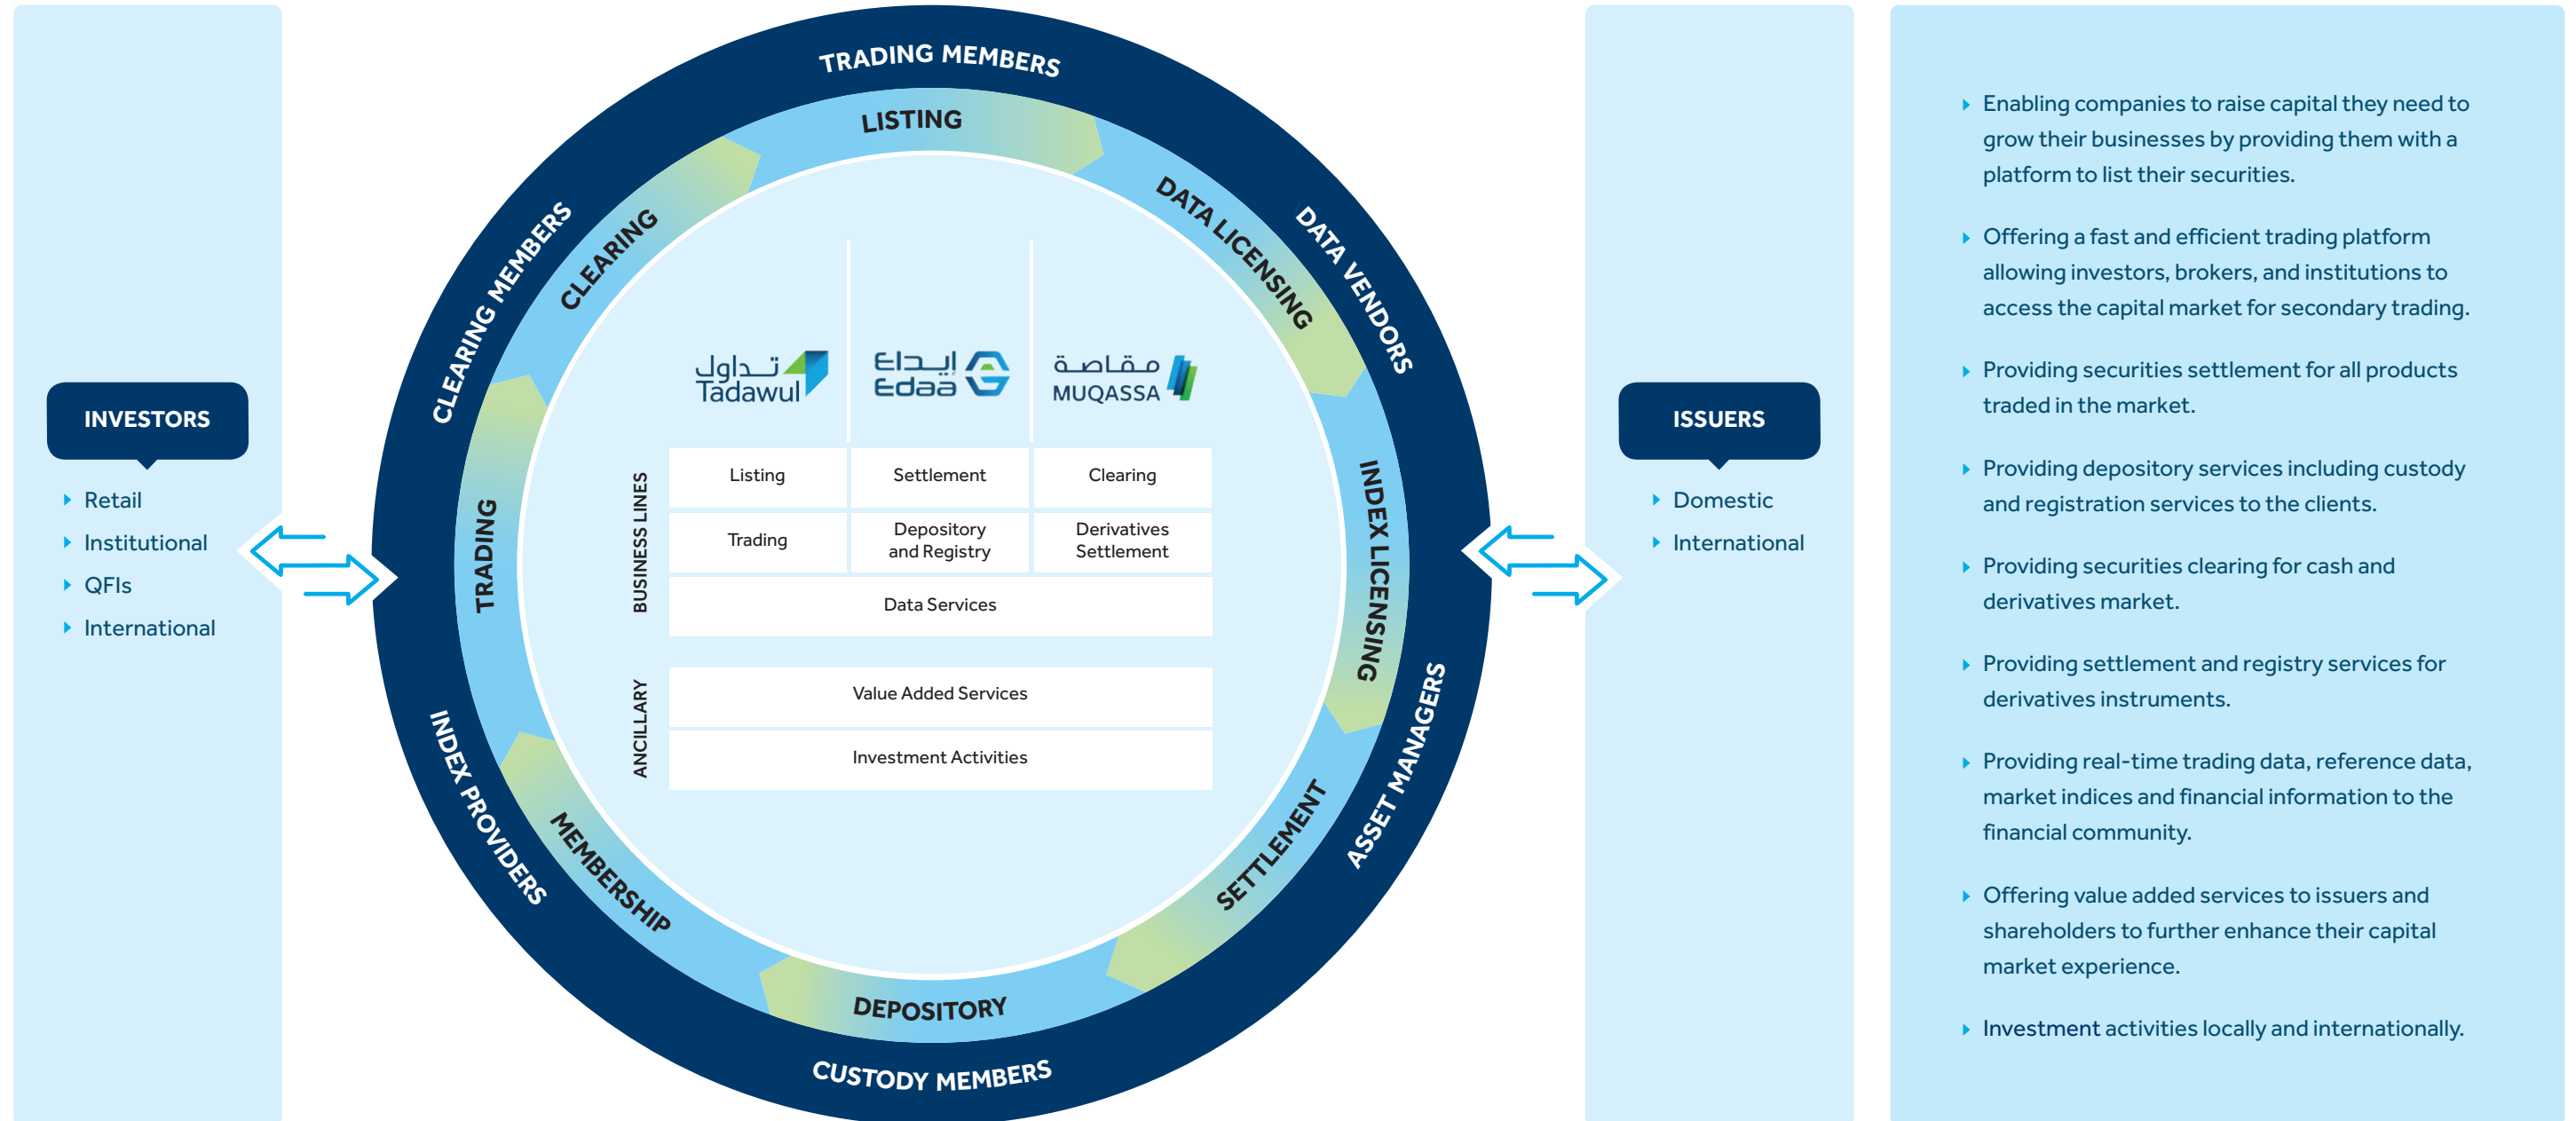 INVESTORS
Retail
Institutional
QFIs
International
TRADING MEMBERS
DATA VENDORS
ASSET MANAGERS
CUSTODY MEMBERS
INDEX PROVIDERS
CLEARING MEMBERS
LISTING
DATA LICENSING
INDEX LICENSING
SETTLEMENT
DEPOSITORY
MEMBERSHIP
TRADING
CLEARING
تداول
Tadawul
إيداع
Edaa
مقاصة
MUQASSA
BUSINESS LINES
Listing
Settlement
Clearing
Trading
Depository
and Registry
Derivatives
Settlement
Data Services
ANCILLARY
Value Added Services
Investment Activities
ISSUERS
Domestic
International
Enabling companies to raise capital they need to
grow their businesses by providing them with a
platform to list their securities.
Offering a fast and efficient trading platform
allowing investors, brokers, and institutions to
access the capital market for secondary trading.
Providing securities settlement for all products
traded in the market.
Providing depository services including custody
and registration services to the clients.
Providing securities clearing for cash and
derivatives market.
Providing settlement and registry services for
derivatives instruments.
Providing real-time trading data, reference data,
market indices and financial information to the
financial community.
Offering value added services to issuers and
shareholders to further enhance their capital
market experience.
Investment activities locally and internationally.